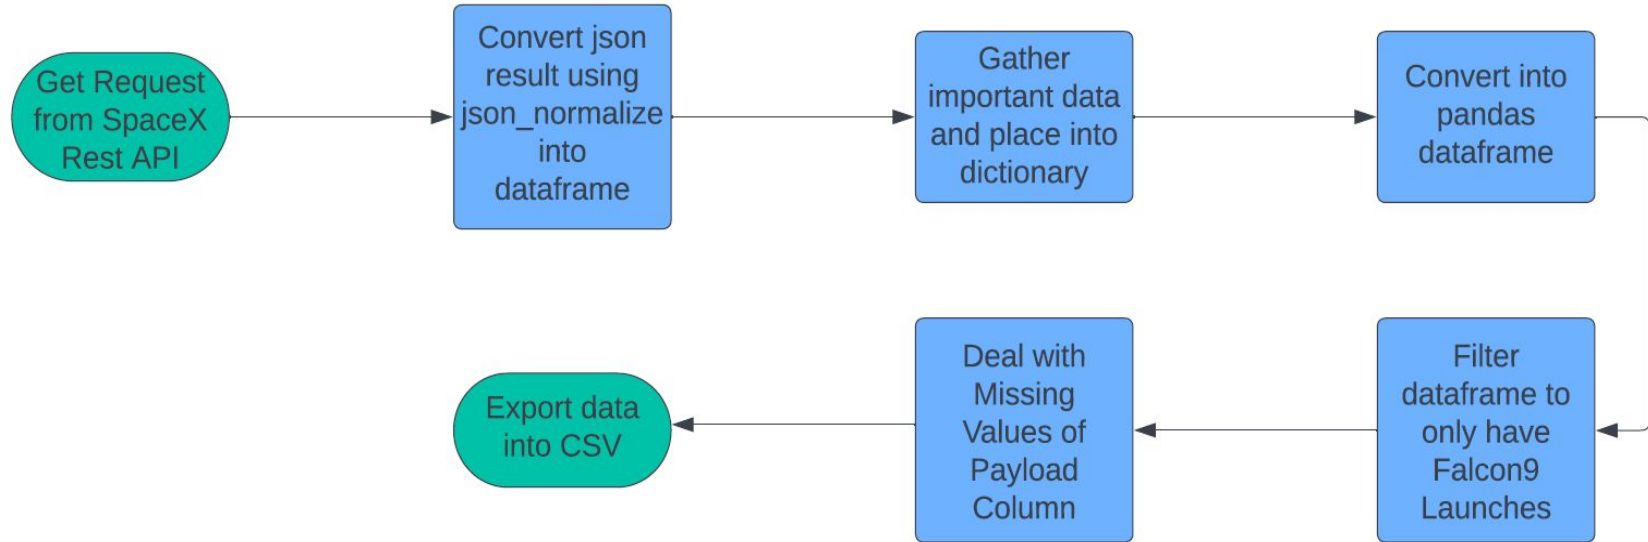 Get Request
from SpaceX
Rest API
Convert json
result using
json_normalize
into
dataframe
Gather
important data
and place into
dictionary
Convert into
pandas
dataframe
Filter
dataframe to
only have
Falcon9
Launches
Deal with
Missing
Values of
Payload
Column
Export data
into CSV